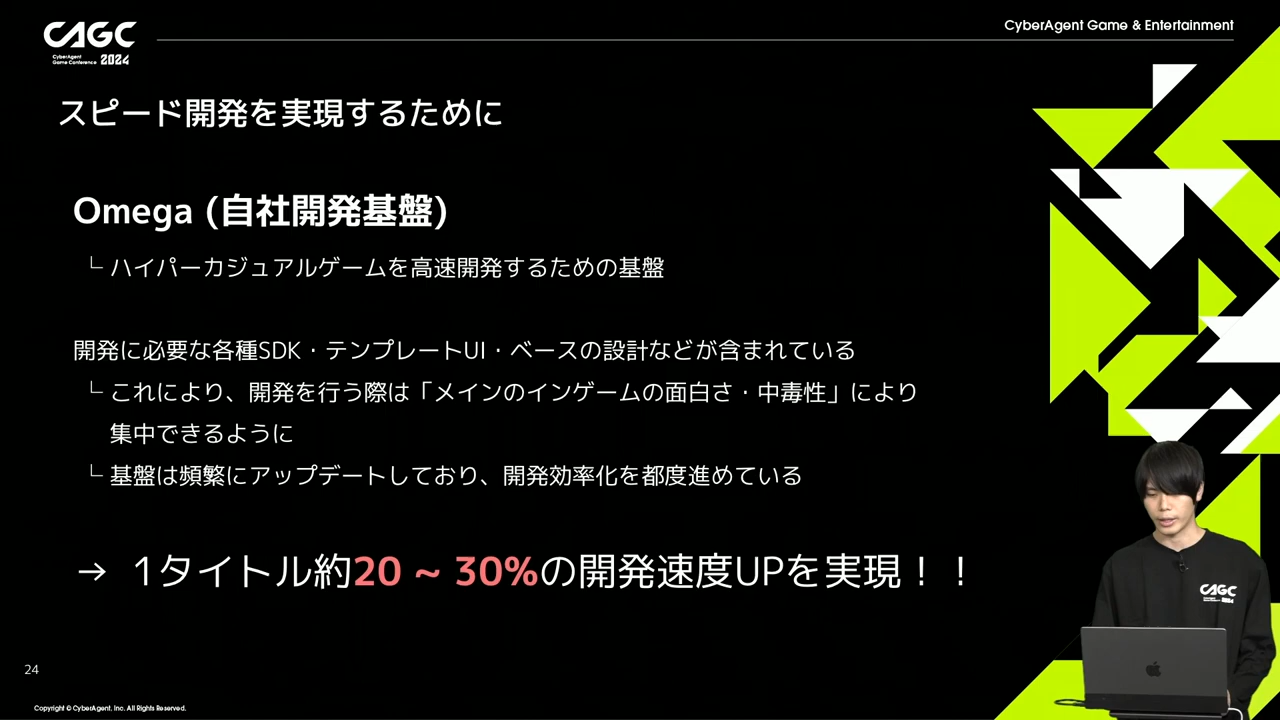 CAGC
CyberAgent
Game Conference 2024
CyberAgent Game & Entertainment
スピード開発を実現するために
Omega (自社開発基盤)
└ ハイパーカジュアルゲームを高速開発するための基盤
開発に必要な各種SDK・テンプレートUI・ベースの設計などが含まれている
└ これにより、開発を行う際は「メインのインゲームの面白さ・中毒性」により
集中できるように
└ 基盤は頻繁にアップデートしており、開発効率化を都度進めている
→ 1タイトル約20 ~ 30%の開発速度UPを実現！！
CAGC
2024
24
Copyright © CyberAgent, Inc. All Rights Reserved.